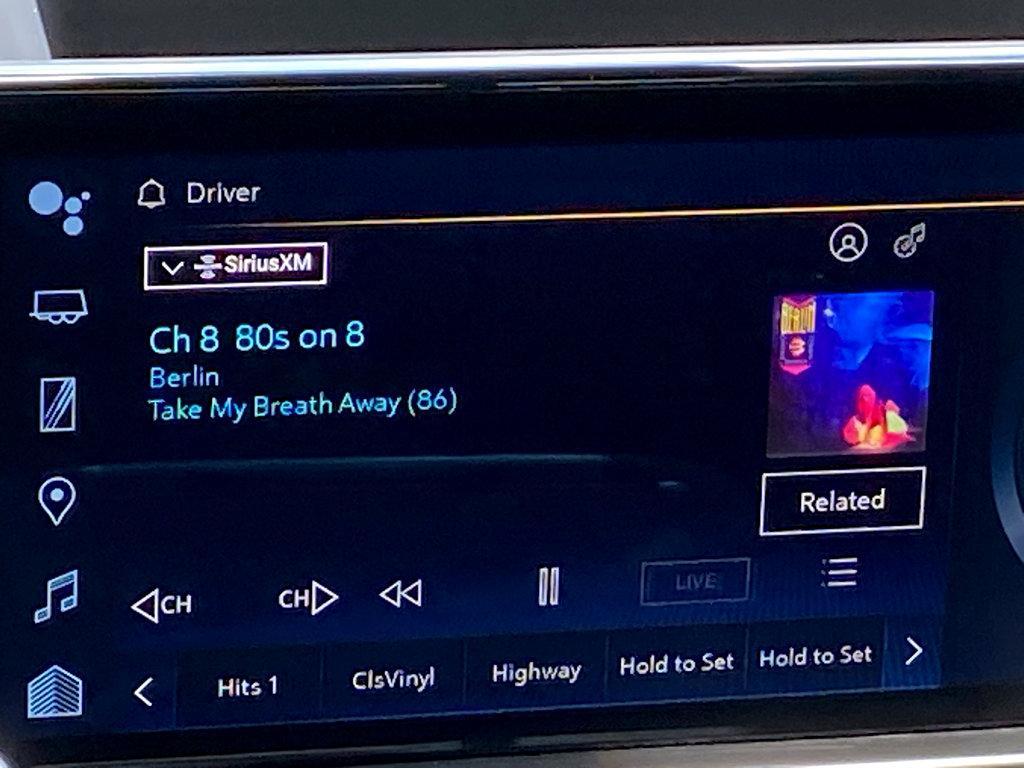 Driver
SiriusXM
Ch 8 80s on 8
Berlin
Take My Breath Away (86)
BERLIN
Related
CH
CH
LIVE
Hits 1
ClsVinyl
Highway
Hold to Set
Hold to Set